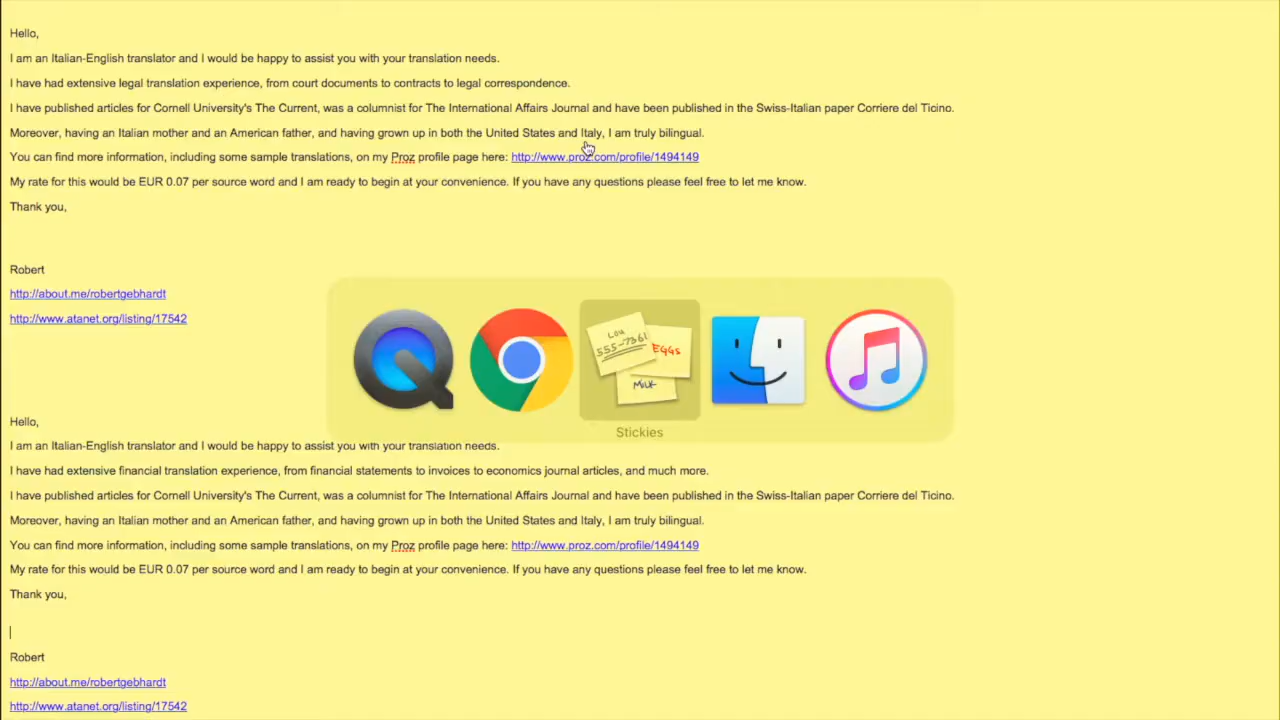 Hello,
I am an Italian-English translator and I would be happy to assist you with your translation needs.
I have had extensive legal translation experience, from court documents to contracts to legal correspondence.
I have published articles for Cornell University's The Current, was a columnist for The International Affairs Journal and have been published in the Swiss-Italian paper Corriere del Ticino.
Moreover, having an Italian mother and an American father, and having grown up in both the United States and Italy, I am truly bilingual.
You can find more information, including some sample translations, on my Proz profile page here: http://www.proz.com/profile/1494149
My rate for this would be EUR 0.07 per source word and I am ready to begin at your convenience. If you have any questions please feel free to let me know.
Thank you,
Robert
http://about.me/robertgebhardt
http://www.atanet.org/listing/17542
LOU
555-7361
EGGS
MILK
Stickies
Hello,
I am an Italian-English translator and I would be happy to assist you with your translation needs.
I have had extensive financial translation experience, from financial statements to invoices to economics journal articles, and much more.
I have published articles for Cornell University's The Current, was a columnist for The International Affairs Journal and have been published in the Swiss-Italian paper Corriere del Ticino.
Moreover, having an Italian mother and an American father, and having grown up in both the United States and Italy, I am truly bilingual.
You can find more information, including some sample translations, on my Proz profile page here: http://www.proz.com/profile/1494149
My rate for this would be EUR 0.07 per source word and I am ready to begin at your convenience. If you have any questions please feel free to let me know.
Thank you,
Robert
http://about.me/robertgebhardt
http://www.atanet.org/listing/17542